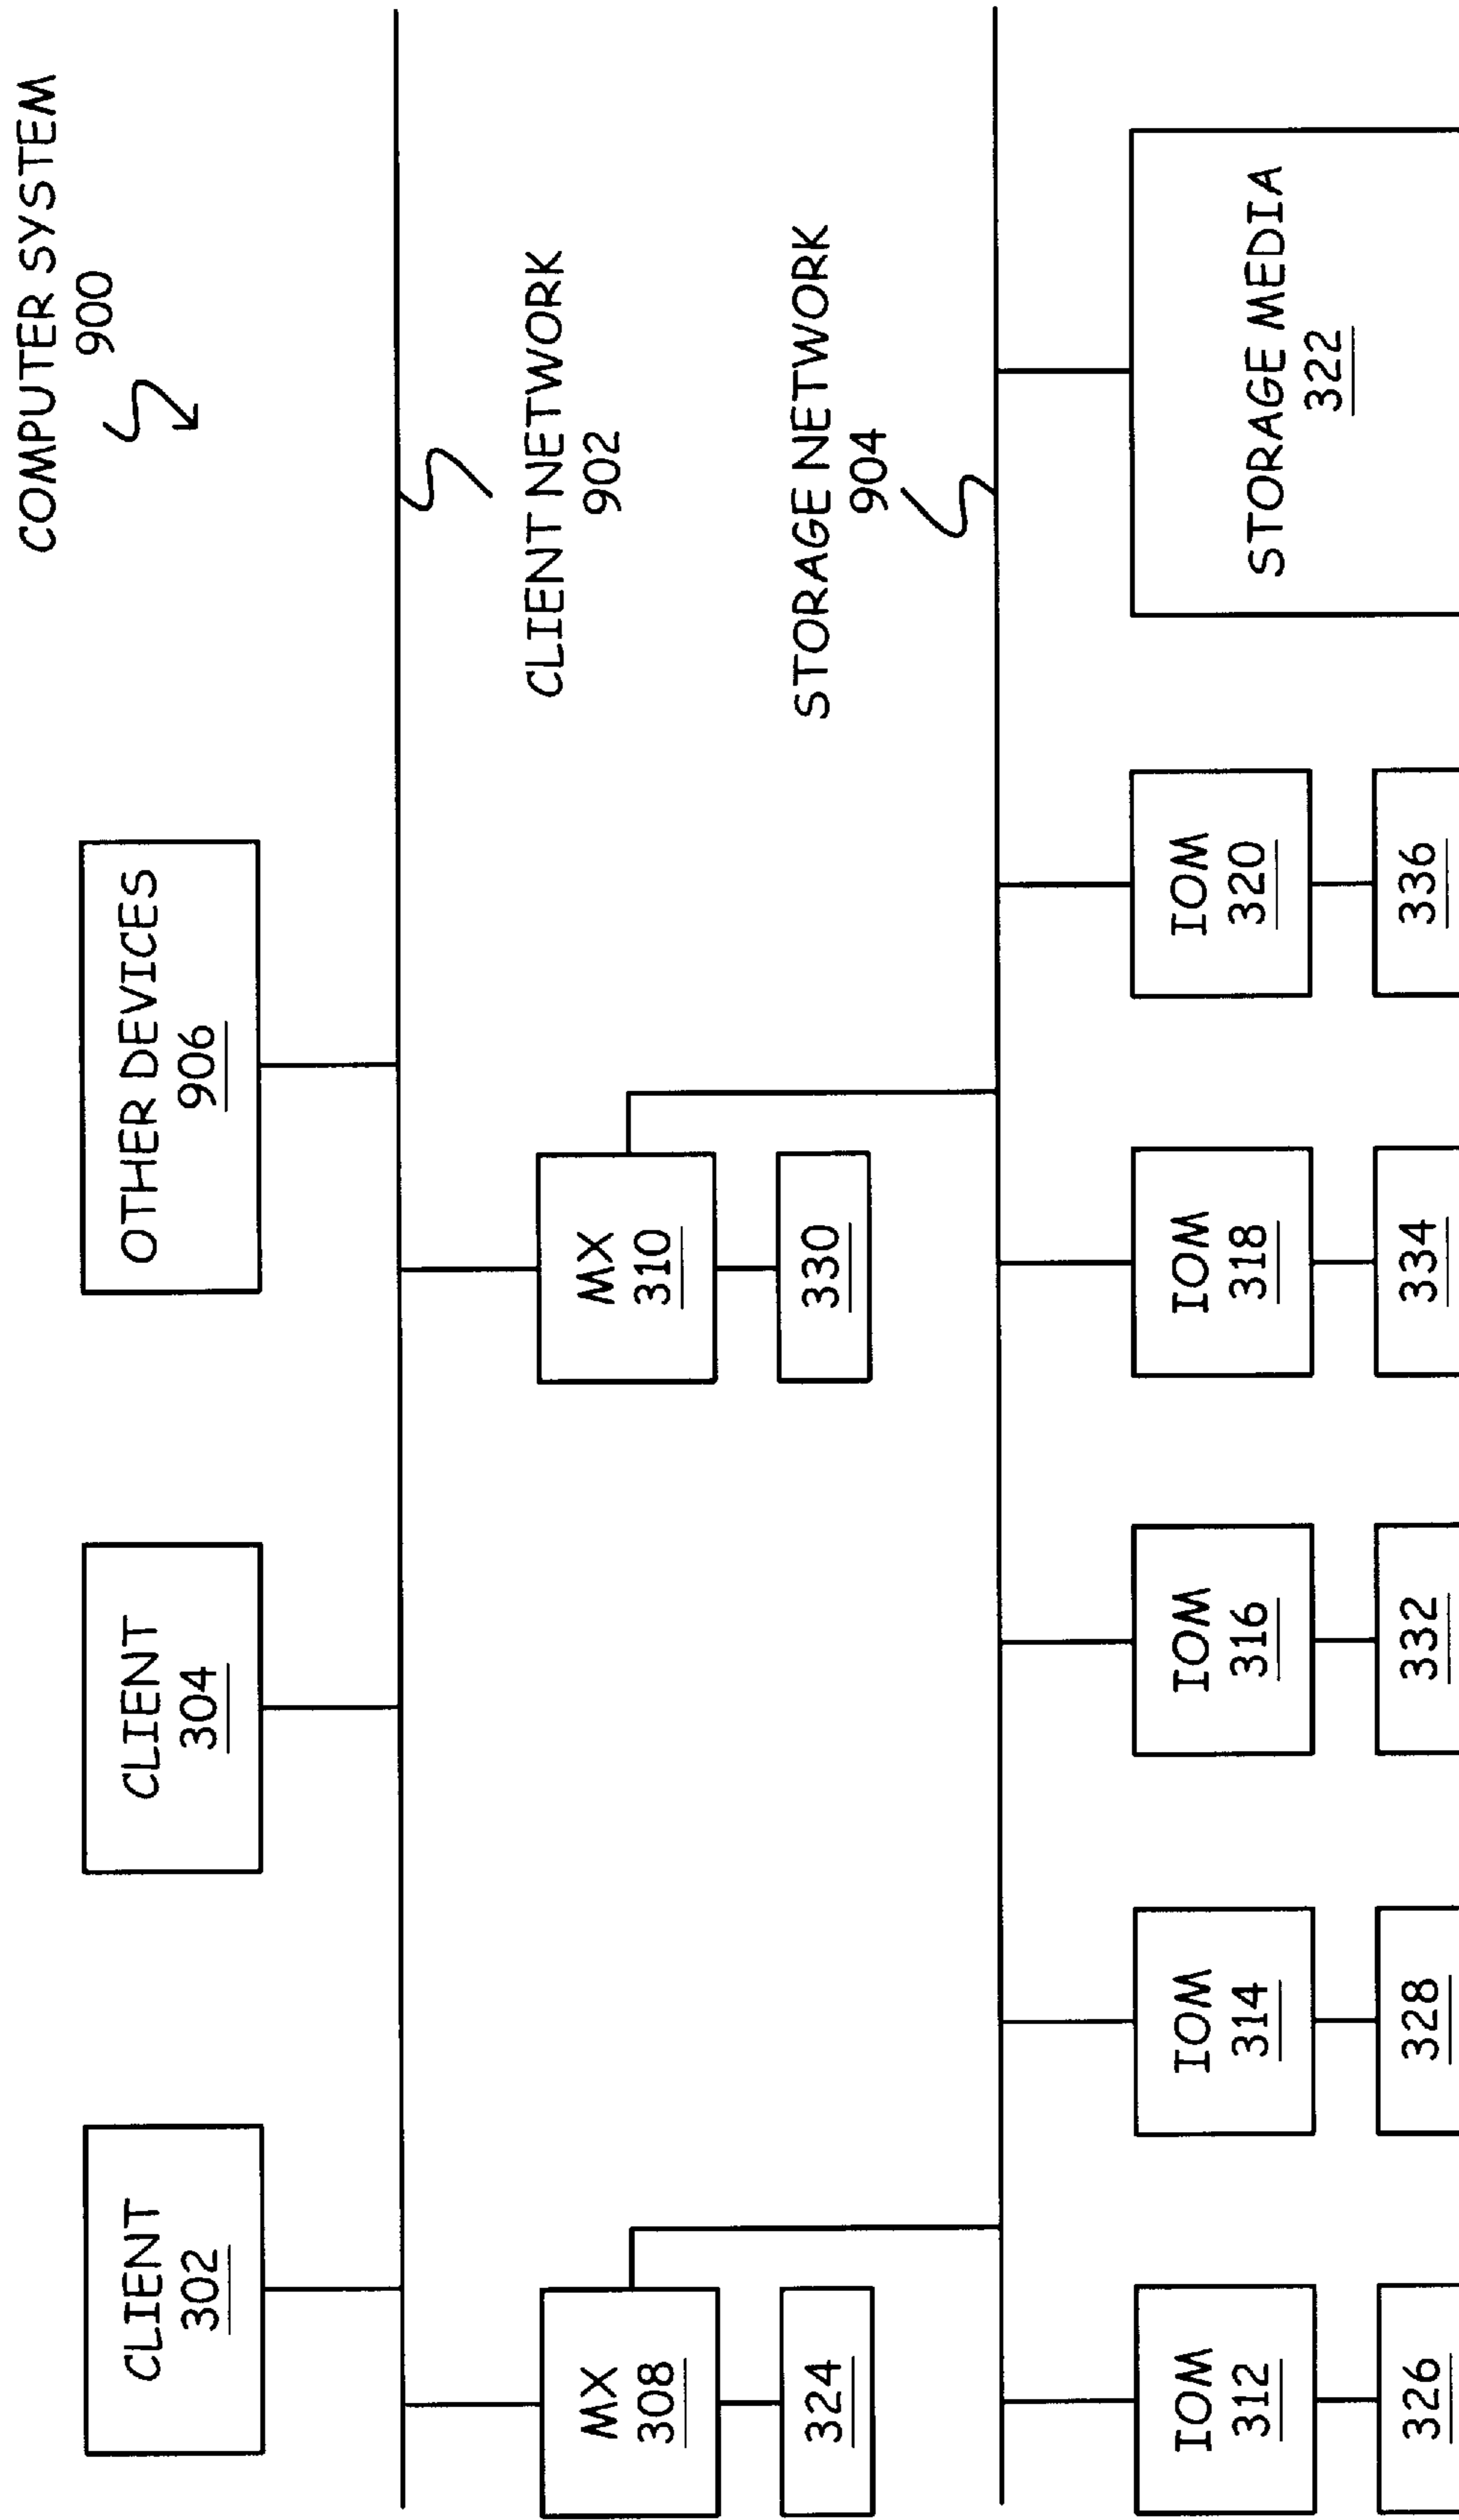 COMPUTER SYSTEM
900
CLIENT
302
CLIENT
304
OTHER DEVICES
906
CLIENT NETWORK
902
MX
308
324
MX
310
330
STORAGE NETWORK
904
IOM
312
326
IOM
314
328
IOM
316
332
IOM
318
334
IOM
320
336
STORAGE MEDIA
322